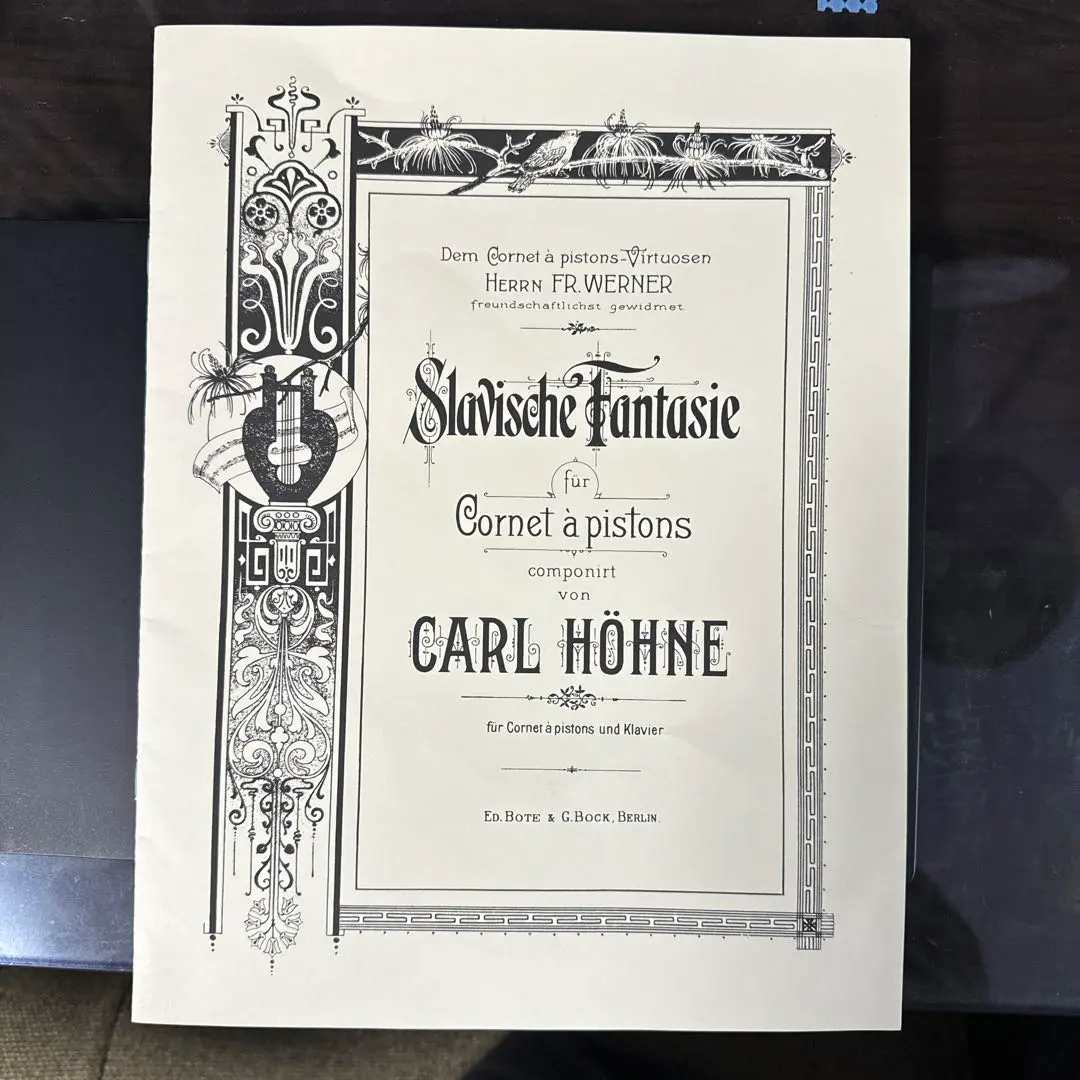 Dem Cornet à pistons-Virtuosen
HERRN FR. WERNER
freundschaftlichst gewidmet.
Slavische Fantasie
für
Cornet à pistons
componirt
von
CARL HÖHNE
für Cornet à pistons und Klavier
ED. BOTE & G. BOCK, BERLIN.